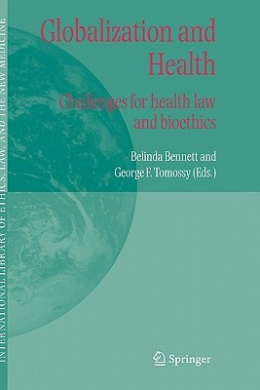 Globalization and
Health
Challenges for health law
and bioethics
Belinda Bennett and
George F. Tomossy (Eds.)
INTERNATIONAL LIBRARY OF ETHICS, LAW, AND THE NEW MEDICINE
Springer